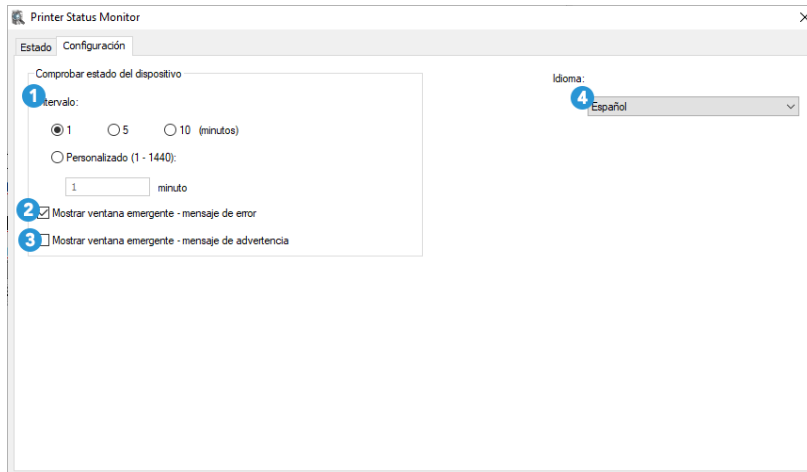 Printer Status Monitor
Estado Configuración
Comprobar estado del dispositivo
Idioma:
1 Intervalo:
4 Español
1 5 10 (minutos)
Personalizado (1 - 1440):
1 minuto
2 Mostrar ventana emergente - mensaje de error
3 Mostrar ventana emergente - mensaje de advertencia